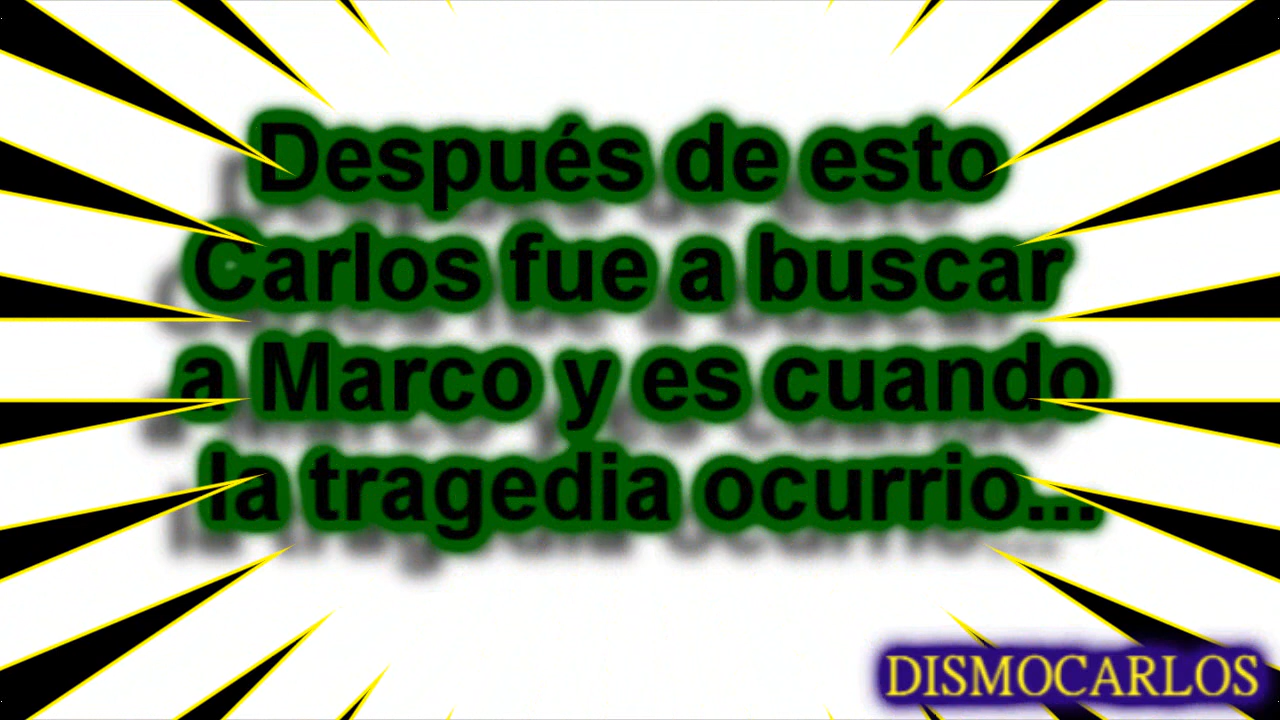 Después de esto
Carlos fue a buscar
a Marco y es cuando
la tragedia ocurrio...
DISMOCARLOS